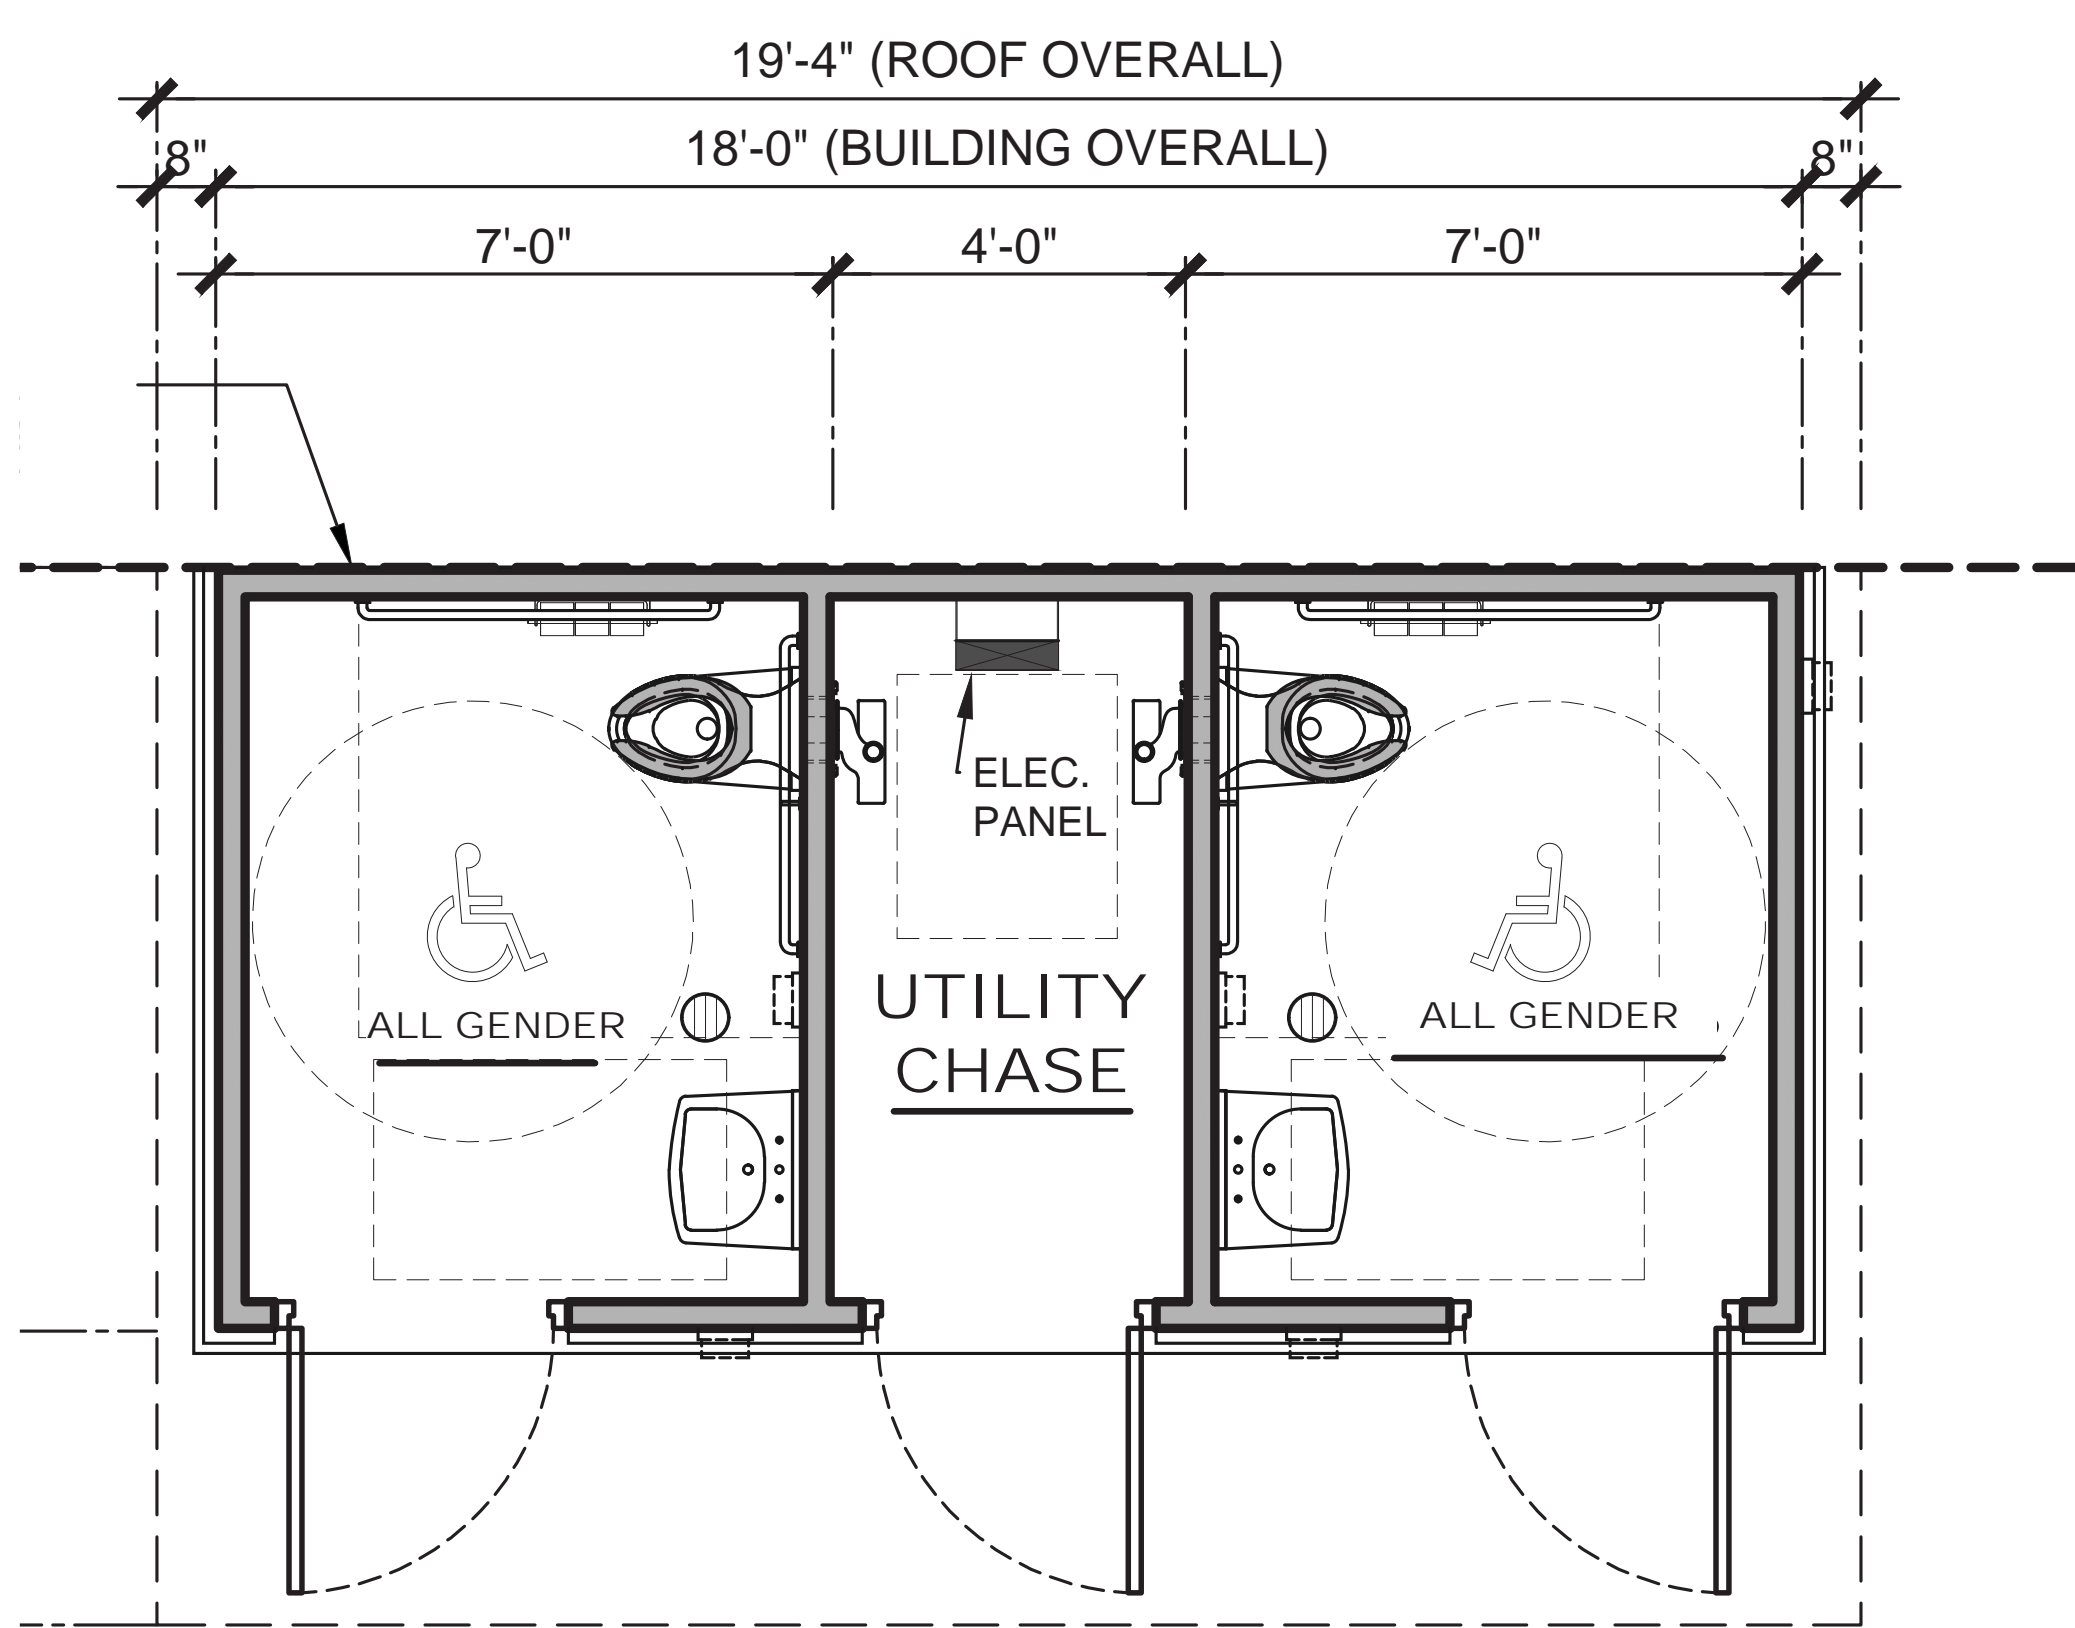 19'-4" (ROOF OVERALL)
8"
18'-0" (BUILDING OVERALL)
8"
7'-0"
4'-0"
7'-0"
ELEC.
PANEL
UTILITY
CHASE
ALL GENDER
ALL GENDER